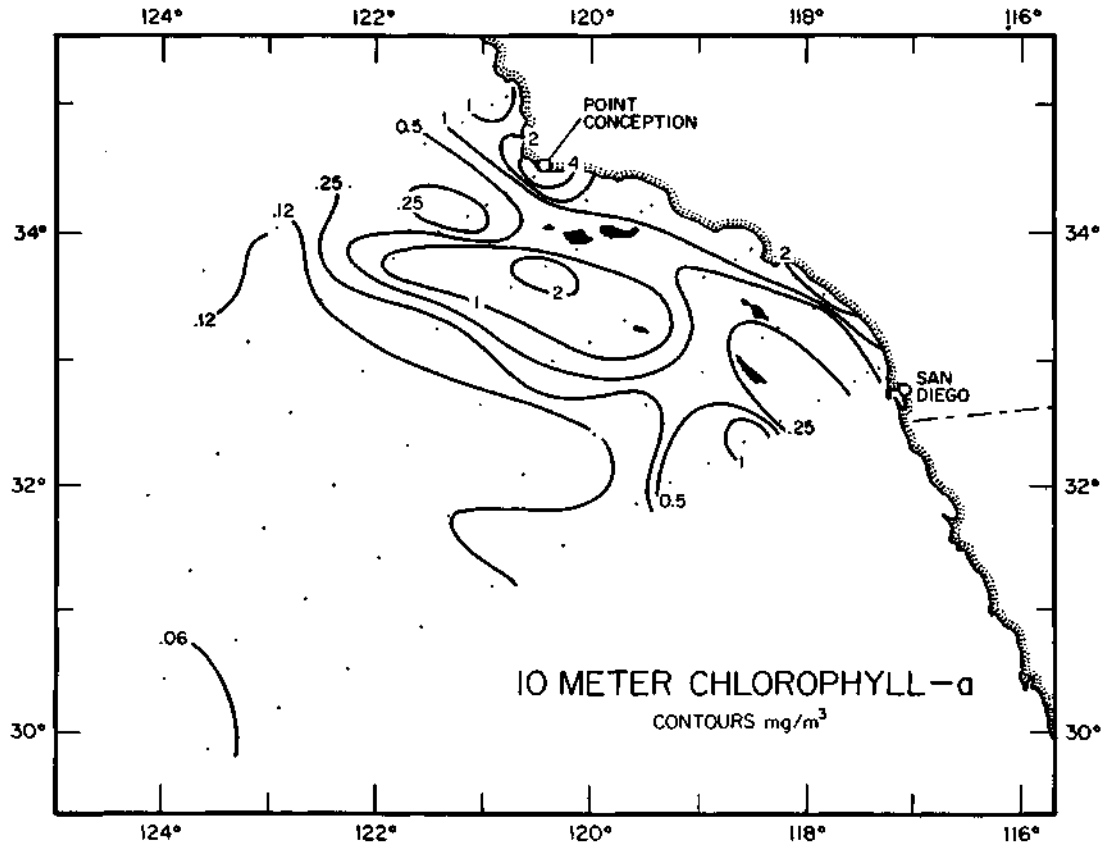 124° 122° 120° 118° 116°
POINT
CONCEPTION
1
1
0.5
2
4
.25
.25
.12
34°
34°
2
2
1
.12
SAN
DIEGO
.25
1
32°
0.5
32°
.06
10 METER CHLOROPHYLL-a
CONTOURS mg/m³
30°
30°
124° 122° 120° 118° 116°